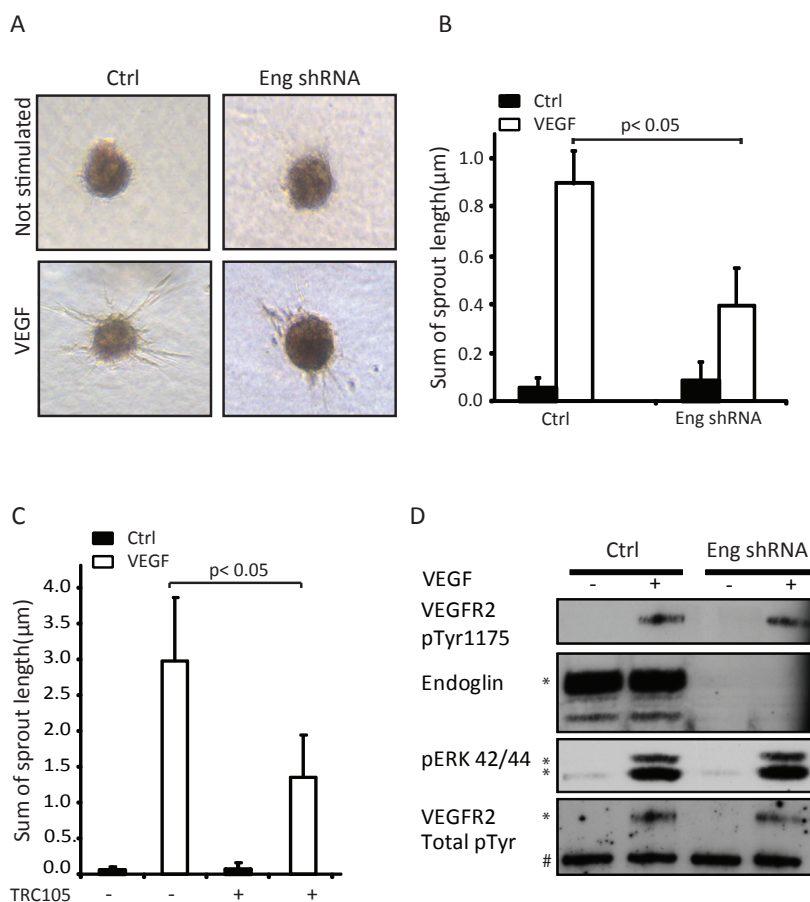 A
Ctrl
Eng shRNA
Not stimulated
VEGF
B
Ctrl
VEGF
p< 0.05
Sum of sprout length(μm)
1.0
0.8
0.6
0.4
0.2
0.0
Ctrl
Eng shRNA
C
Ctrl
VEGF
p< 0.05
Sum of sprout length(μm)
4.0
3.5
3.0
2.5
2.0
1.5
1.0
0.5
0.0
TRC105 - - + +
D
Ctrl
Eng shRNA
VEGF - + - +
VEGFR2
pTyr1175
Endoglin *
pERK 42/44 *
*
VEGFR2 *
Total pTyr
#